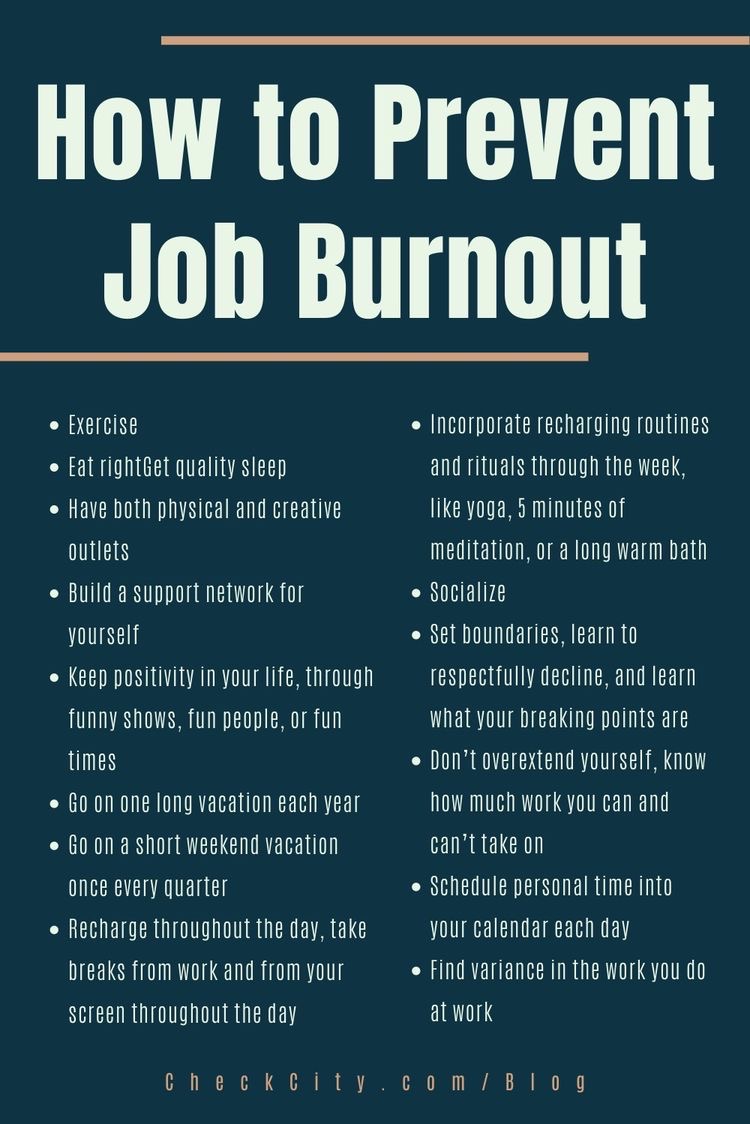 How to Prevent
Job Burnout
• Exercise
• Eat rightGet quality sleep
• Have both physical and creative
outlets
• Build a support network for
yourself
• Keep positivity in your life, through
funny shows, fun people, or fun
times
• Go on one long vacation each year
• Go on a short weekend vacation
once every quarter
• Recharge throughout the day, take
breaks from work and from your
screen throughout the day
• Incorporate recharging routines
and rituals through the week,
like yoga, 5 minutes of
meditation, or a long warm bath
• Socialize
• Set boundaries, learn to
respectfully decline, and learn
what your breaking points are
• Don’t overextend yourself, know
how much work you can and
can’t take on
• Schedule personal time into
your calendar each day
• Find variance in the work you do
at work
CheckCity.com/Blog